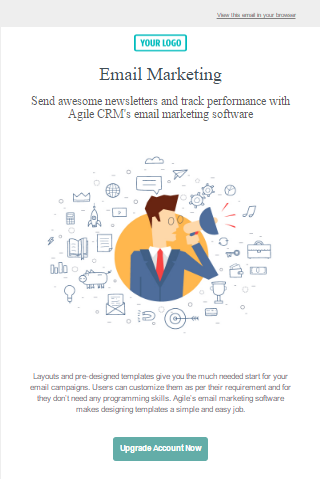 View this email in your browser
YOUR LOGO
Email Marketing
Send awesome newsletters and track performance with
Agile CRM's email marketing software
Layouts and pre-designed templates give you the much needed start for your
email campaigns. Users can customize them as per their requirement and for
they don't need any programming skills. Agile's email marketing software
makes designing templates a simple and easy job.
Upgrade Account Now